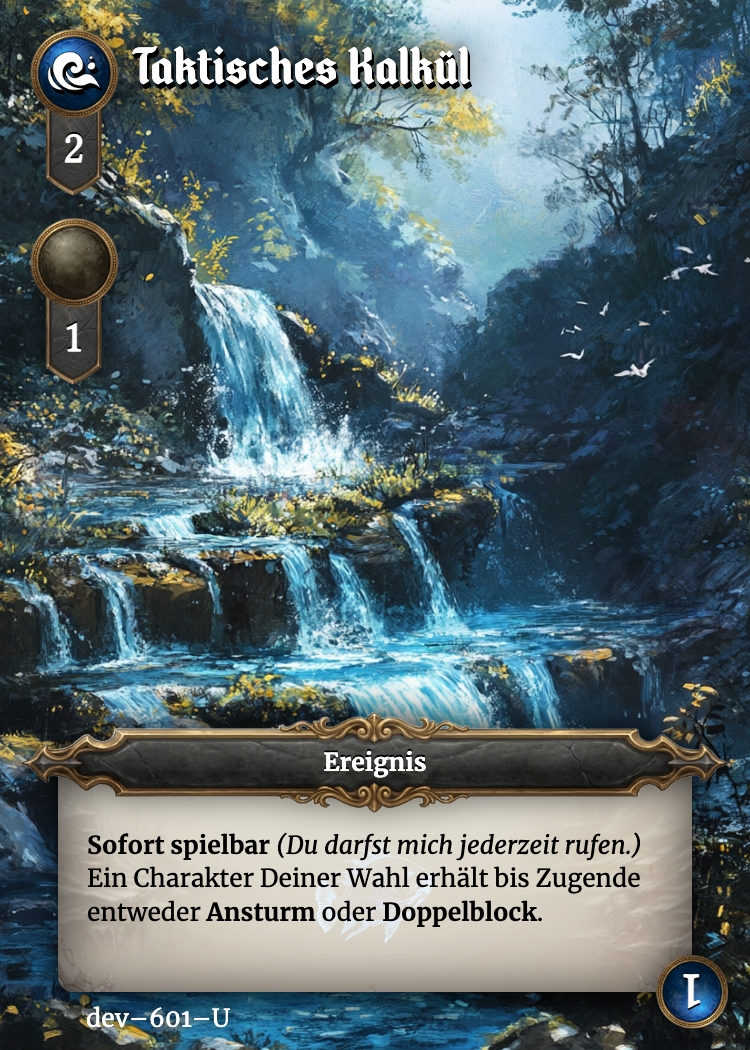 Taktisches Kalkül
2
1
Ereignis
Sofort spielbar (Du darfst mich jederzeit rufen.)
Ein Charakter Deiner Wahl erhält bis Zugende
entweder Ansturm oder Doppelblock.
1
dev–601–U